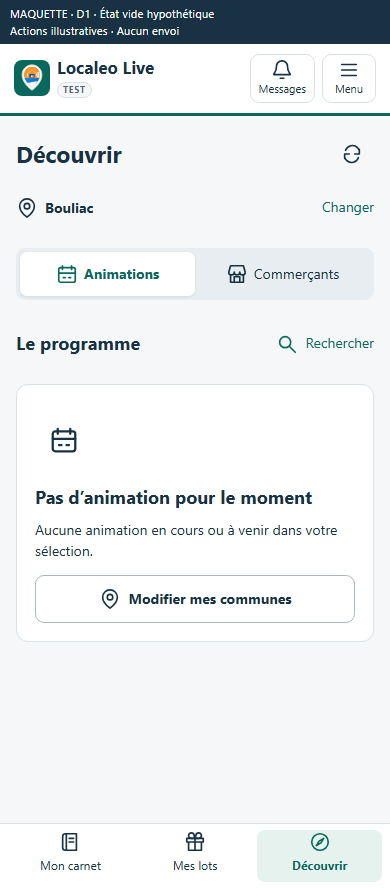 MAQUETTE · D1 · État vide hypothétique
Actions illustratives · Aucun envoi
Localeo Live
TEST
Messages
Menu
Découvrir
Bouliac
Changer
Animations
Commerçants
Le programme
Rechercher
Pas d’animation pour le moment
Aucune animation en cours ou à venir dans votre
sélection.
Modifier mes communes
Mon carnet
Mes lots
Découvrir